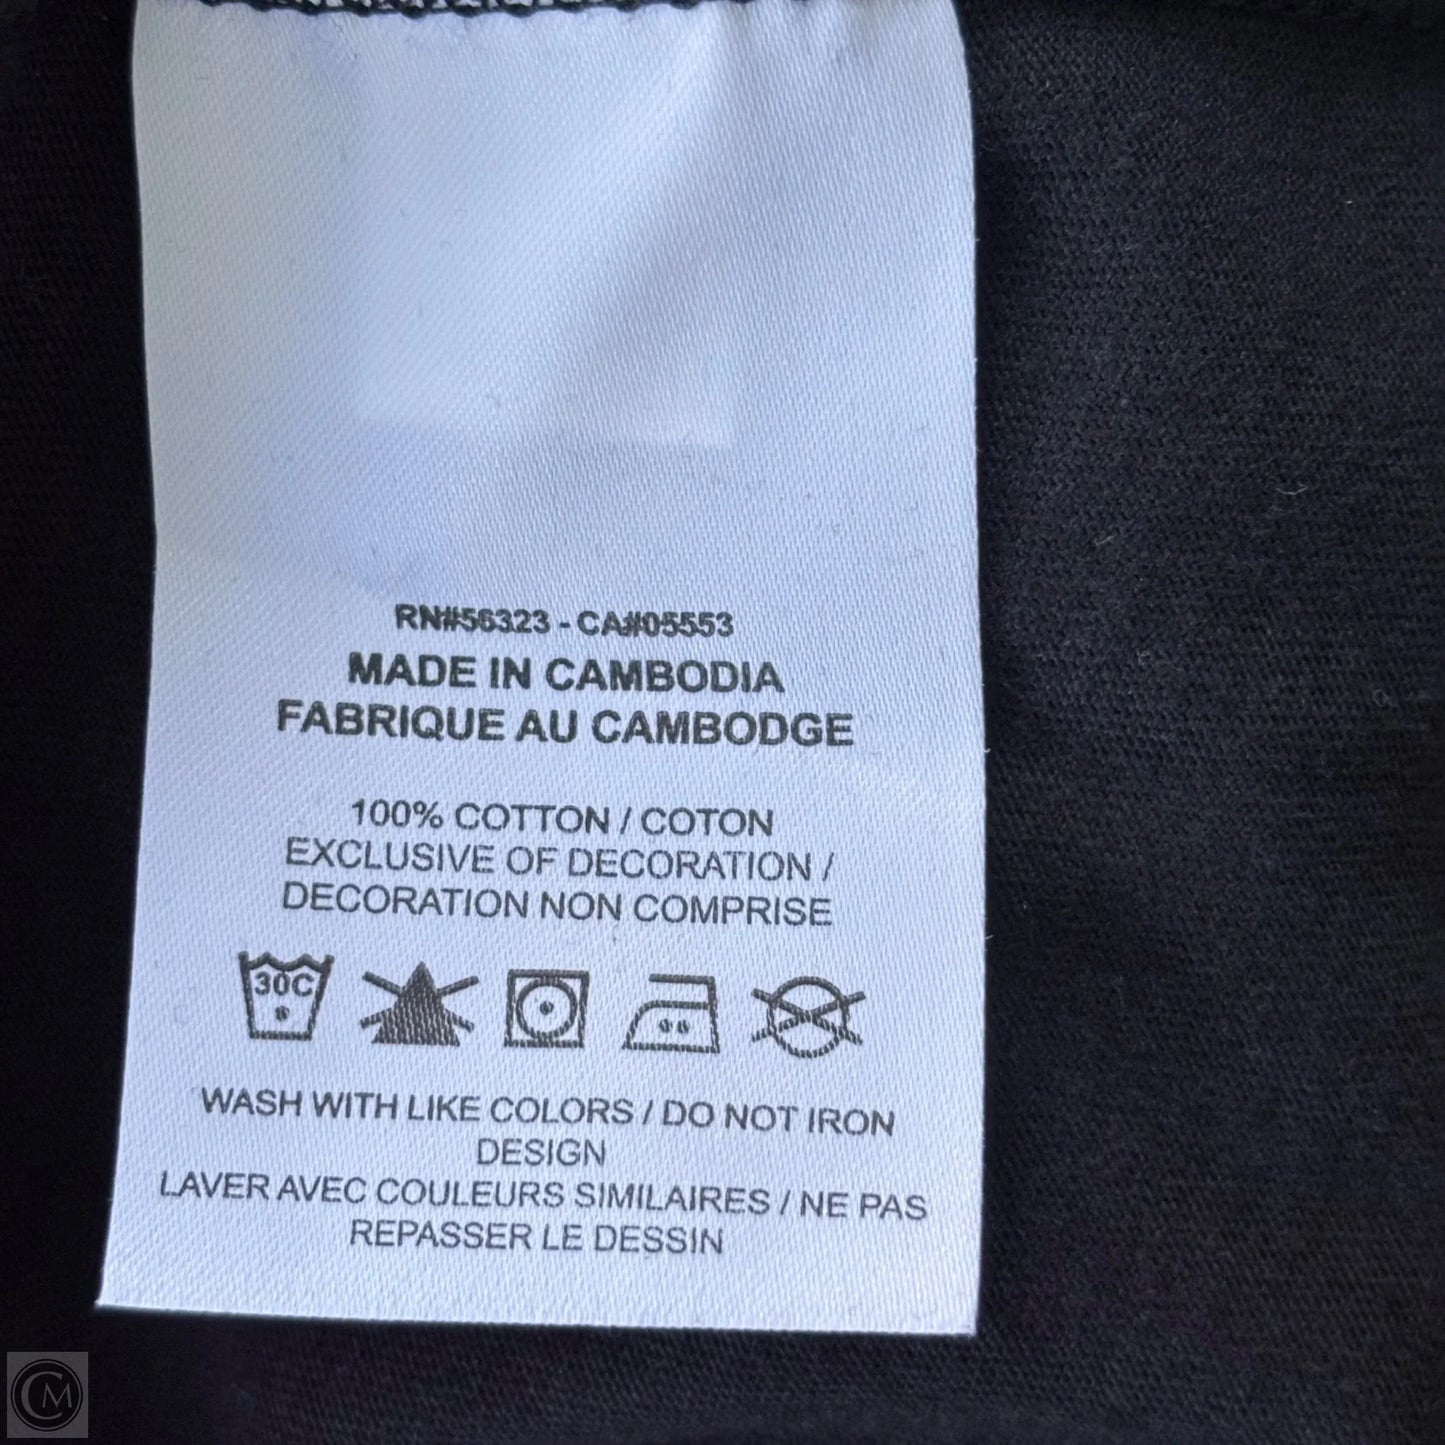 RN#56323 - CA#05553
MADE IN CAMBODIA
FABRIQUE AU CAMBODGE
100% COTTON / COTON
EXCLUSIVE OF DECORATION /
DECORATION NON COMPRISE
30C
WASH WITH LIKE COLORS / DO NOT IRON
DESIGN
LAVER AVEC COULEURS SIMILAIRES / NE PAS
REPASSER LE DESSIN
CM